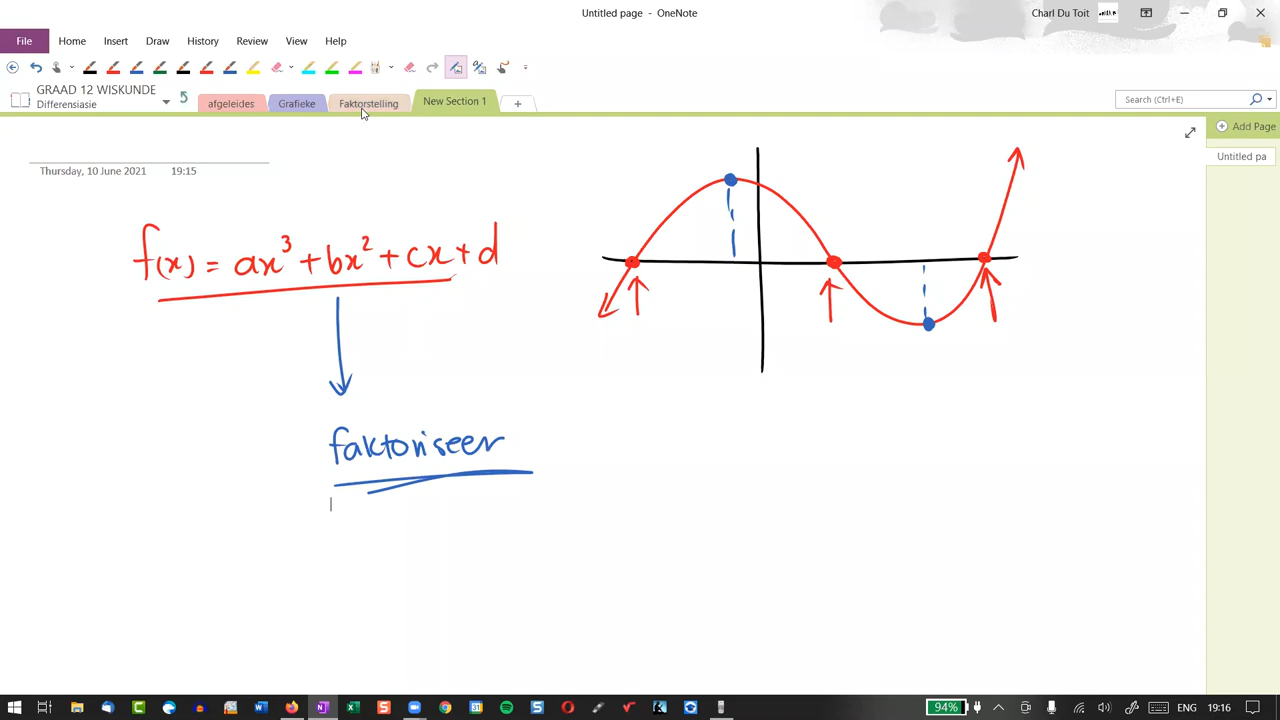 Untitled page - OneNote
Charl Du Toit
File Home Insert Draw History Review View Help
GRAAD 12 WISKUNDE
Differensiasie
afgeleides Grafieke Faktorstelling New Section 1 +
Search (Ctrl+E)
Add Page
Untitled pa
Thursday, 10 June 2021 19:15
f(x) = ax³ + bx² + cx + d
faktoriseer
94%
ENG 19:16